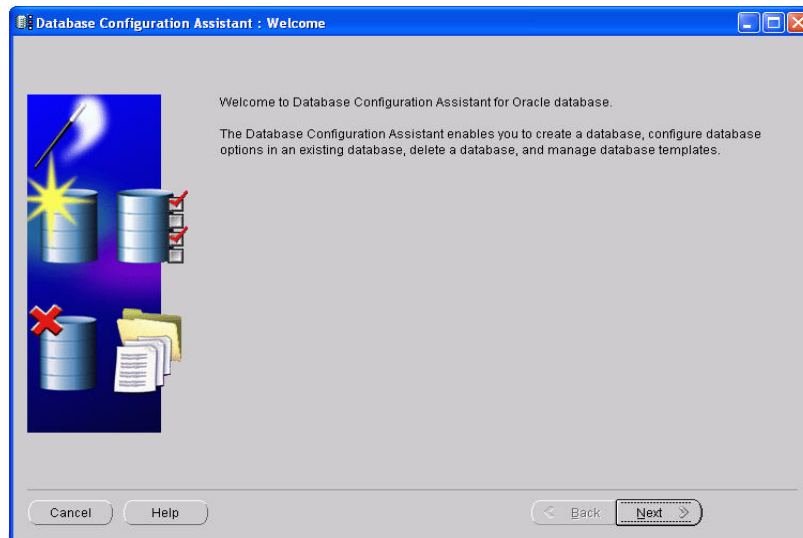 Database Configuration Assistant : Welcome
Welcome to Database Configuration Assistant for Oracle database.
The Database Configuration Assistant enables you to create a database, configure database
options in an existing database, delete a database, and manage database templates.
Cancel Help Back Next